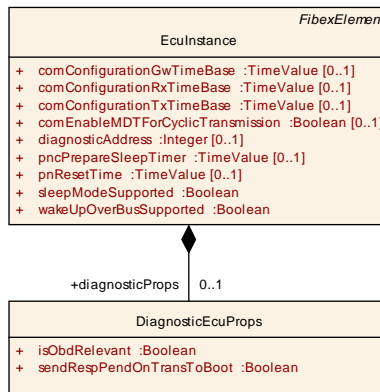 FibexElement
EcuInstance
+ comConfigurationGwTimeBase :TimeValue [0..1]
+ comConfigurationRxTimeBase :TimeValue [0..1]
+ comConfigurationTxTimeBase :TimeValue [0..1]
+ comEnableMDTForCyclicTransmission :Boolean [0..1]
+ diagnosticAddress :Integer [0..1]
+ pncPrepareSleepTimer :TimeValue [0..1]
+ pnResetTime :TimeValue [0..1]
+ sleepModeSupported :Boolean
+ wakeUpOverBusSupported :Boolean
+diagnosticProps 0..1
DiagnosticEcuProps
+ isObdRelevant :Boolean
+ sendRespPendOnTransToBoot :Boolean